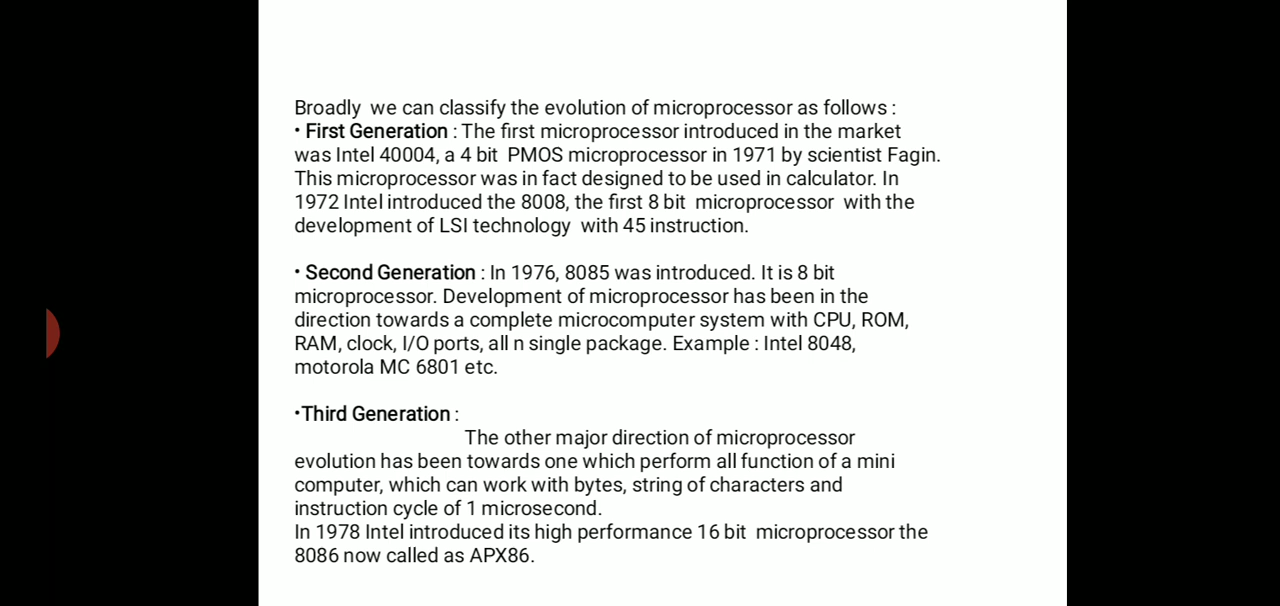 Broadly  we can classify the evolution of microprocessor as follows :
• First Generation : The first microprocessor introduced in the market
was Intel 40004, a 4 bit  PMOS microprocessor in 1971 by scientist Fagin.
This microprocessor was in fact designed to be used in calculator. In
1972 Intel introduced the 8008, the first 8 bit  microprocessor  with the
development of LSI technology  with 45 instruction.
• Second Generation : In 1976, 8085 was introduced. It is 8 bit
microprocessor. Development of microprocessor has been in the
direction towards a complete microcomputer system with CPU, ROM,
RAM, clock, I/O ports, all n single package. Example : Intel 8048,
motorola MC 6801 etc.
•Third Generation :
The other major direction of microprocessor
evolution has been towards one which perform all function of a mini
computer, which can work with bytes, string of characters and
instruction cycle of 1 microsecond.
In 1978 Intel introduced its high performance 16 bit  microprocessor the
8086 now called as APX86.